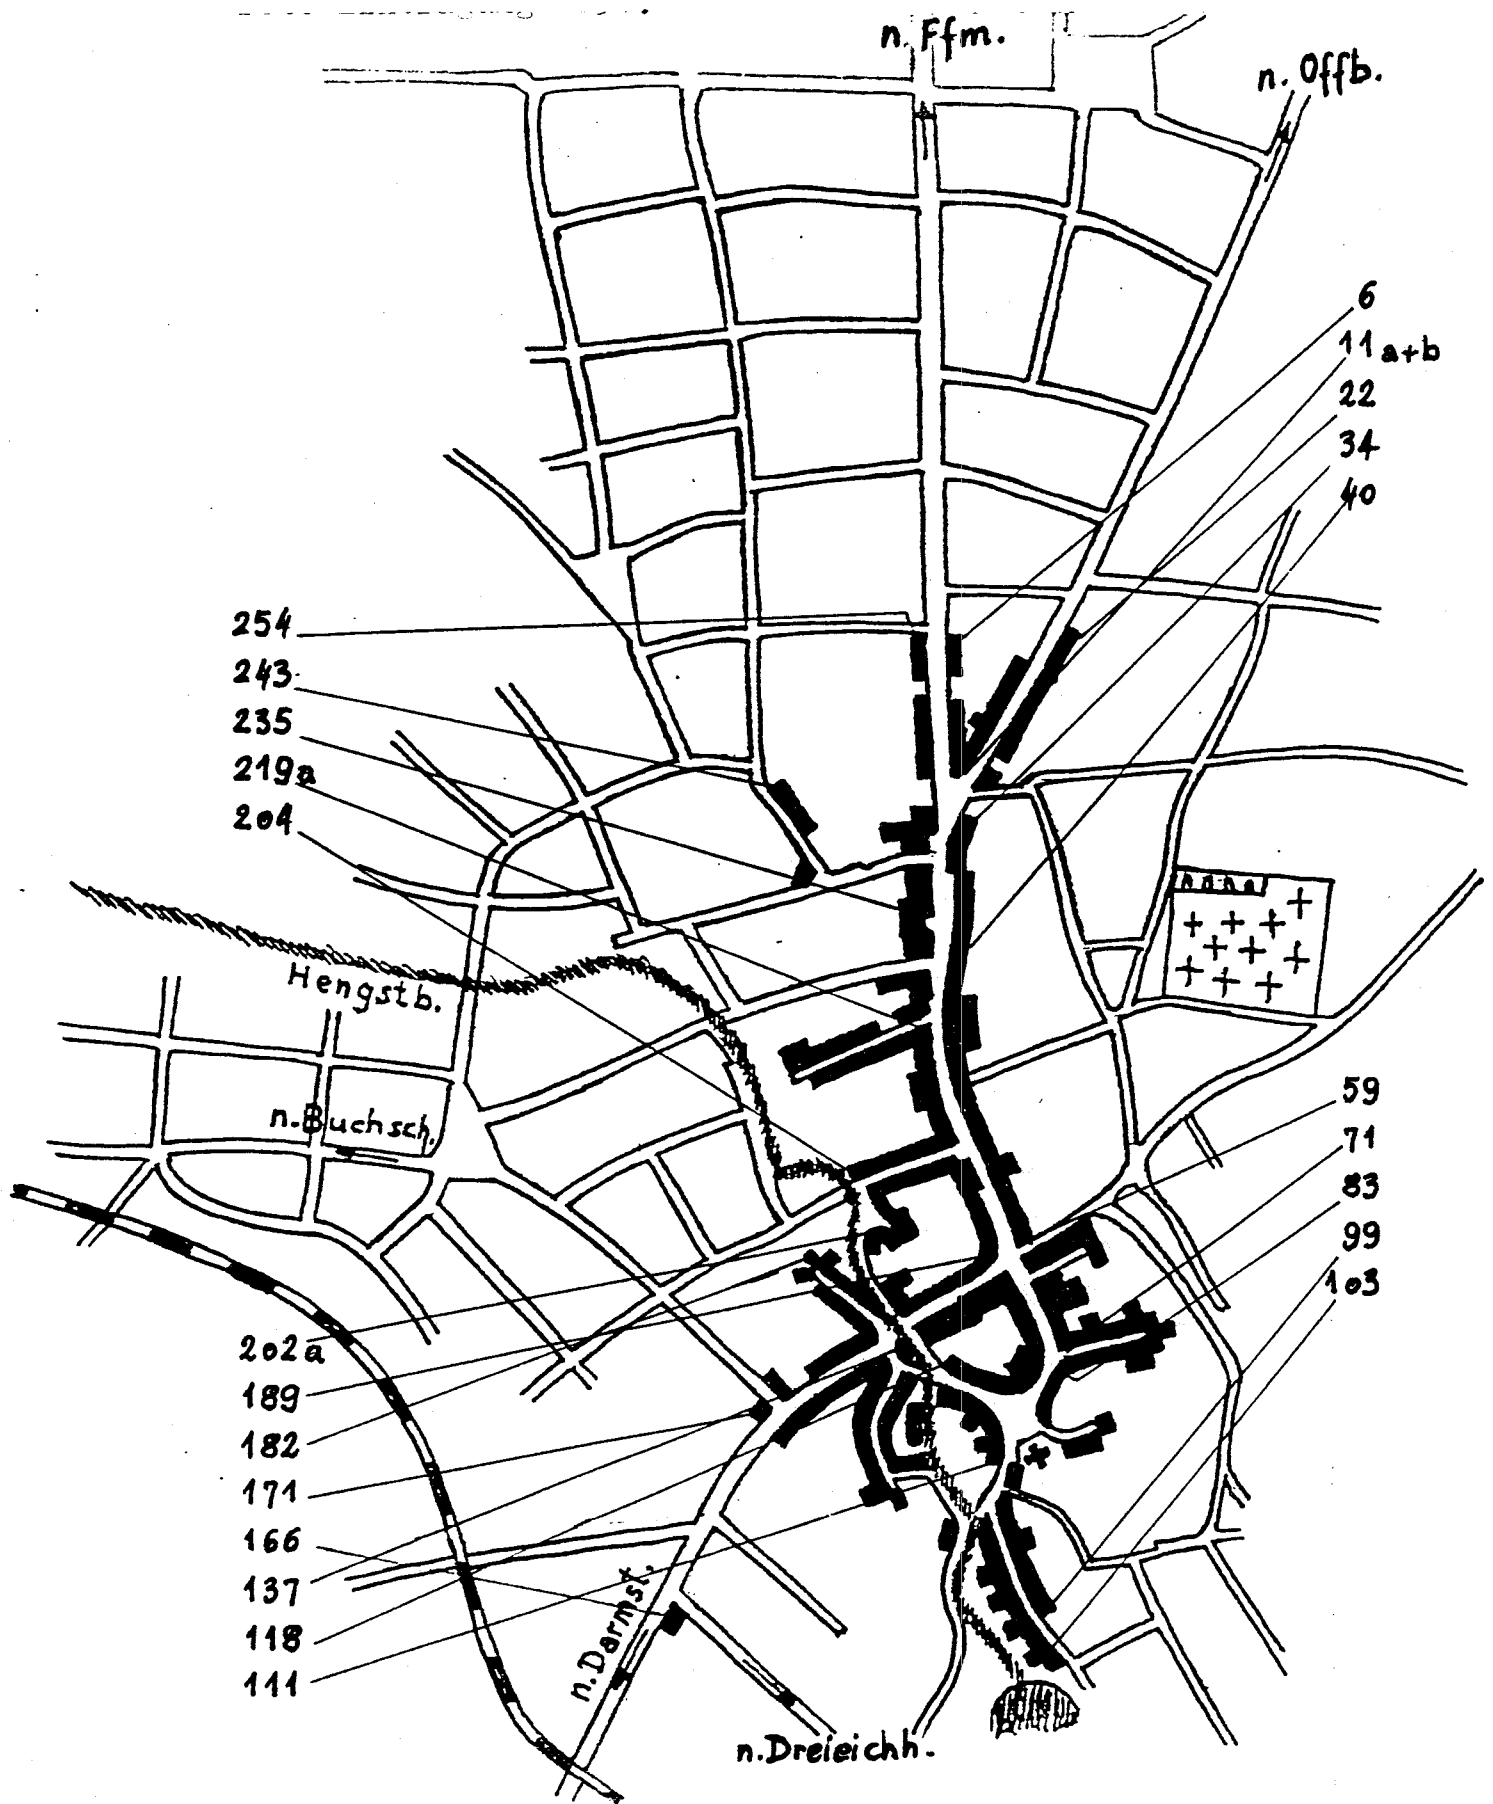 n. Ffm.
n. Offb.
6
11 a+b
22
34
40
254
243
235
219a
204
Hengstb.
n. Buchsch.
59
71
83
99
103
202a
189
182
171
166
137
118
111
n. Darmst.
n. Dreieichh.